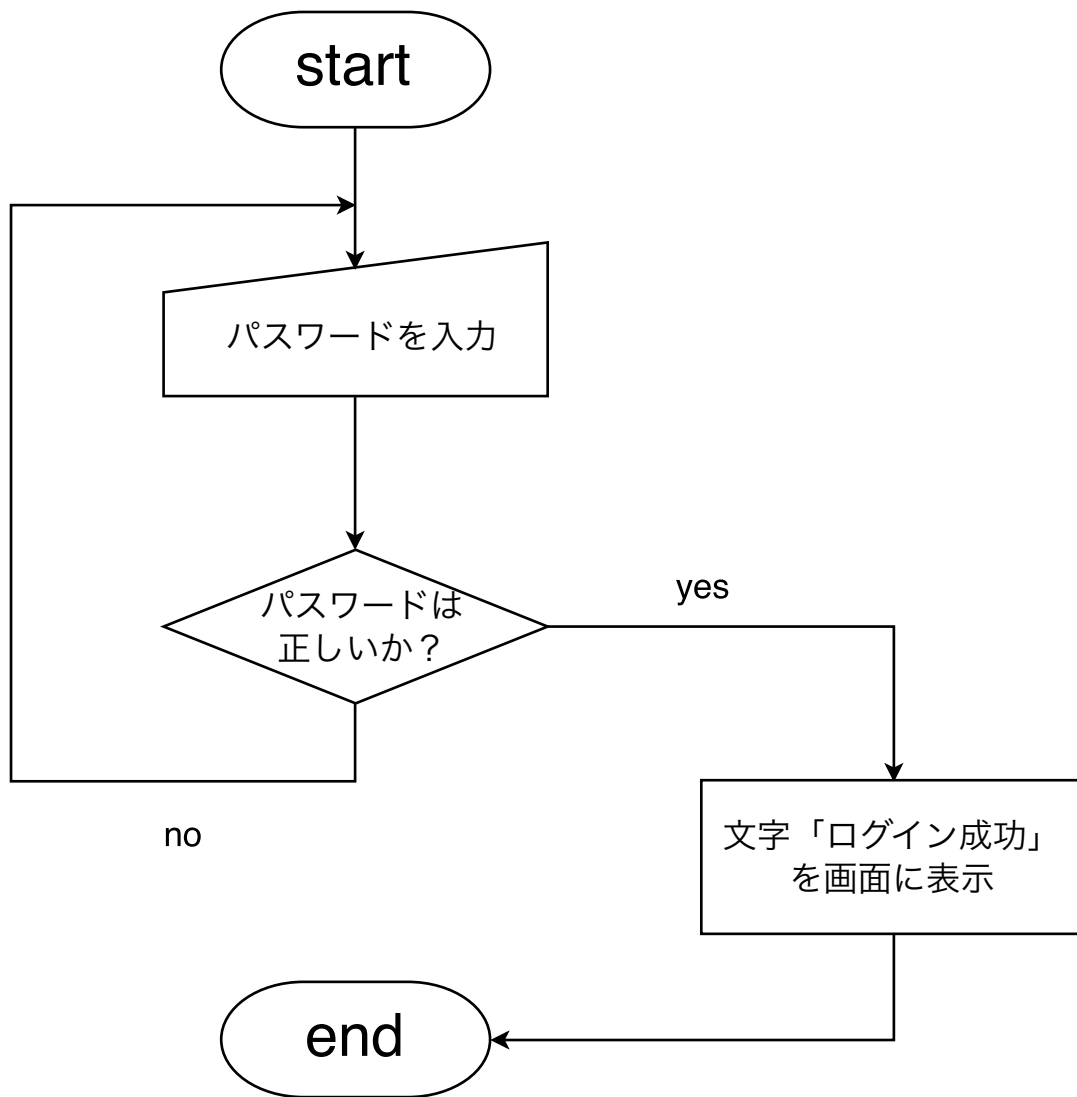 start
パスワードを入力
パスワードは
正しいか？
yes
no
文字「ログイン成功」
を画面に表示
end